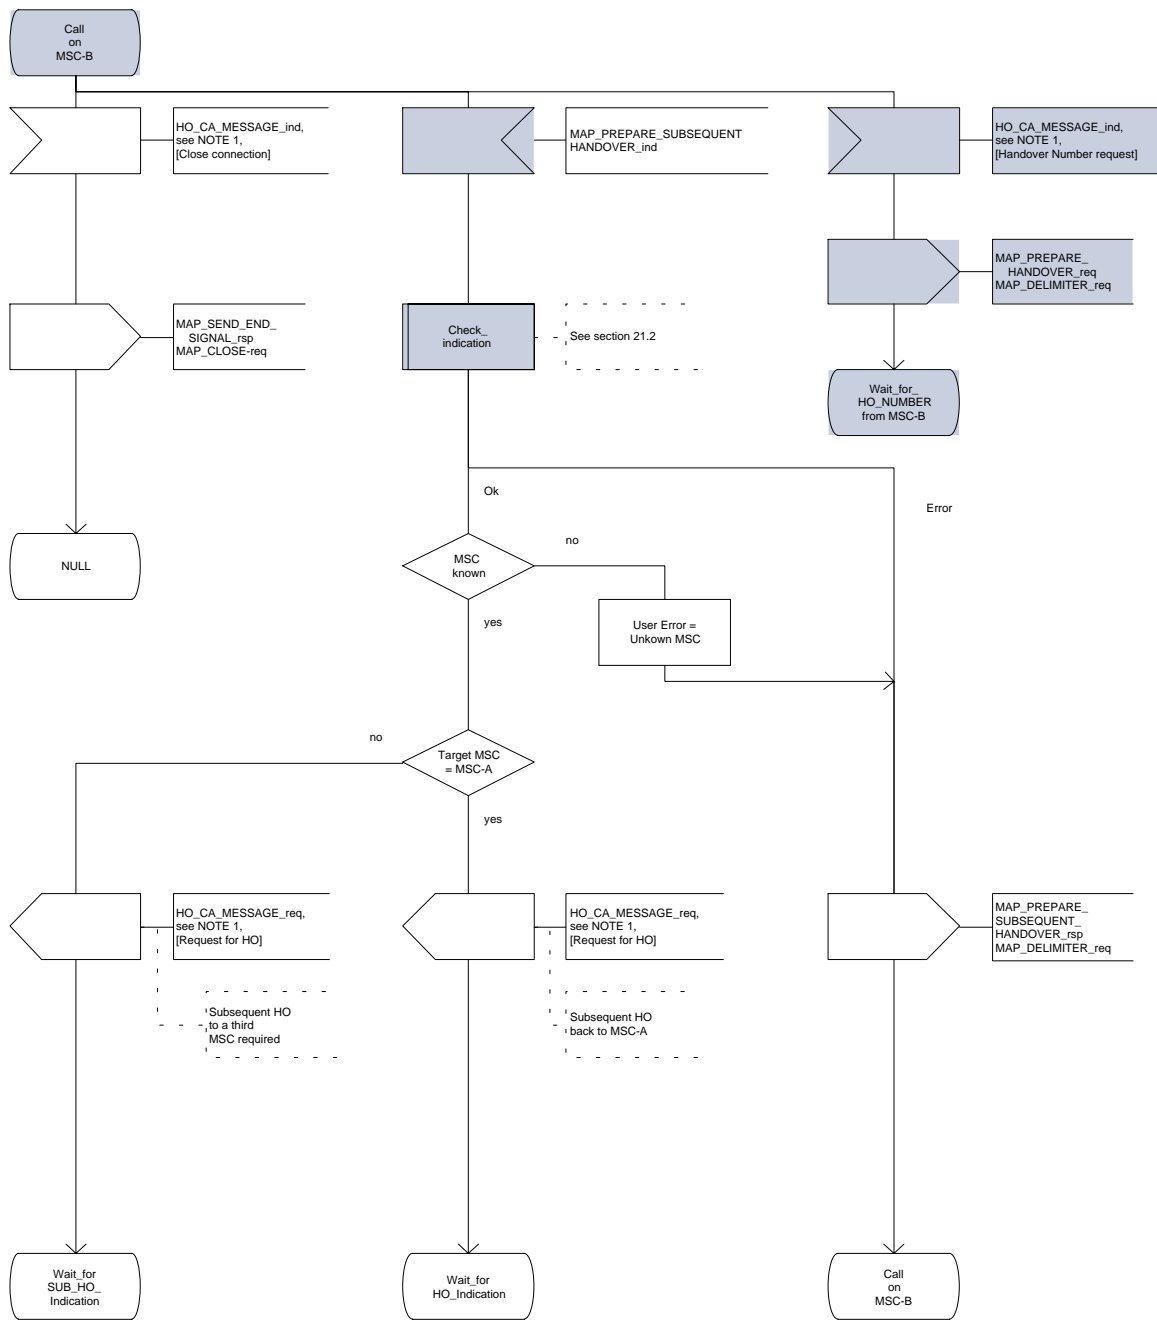 Call
on
MSC-B
HO_CA_MESSAGE_ind,
see NOTE 1,
[Close connection]
MAP_PREPARE_SUBSEQUENT
HANDOVER_ind
HO_CA_MESSAGE_ind,
see NOTE 1,
[Handover Number request]
MAP_PREPARE_
HANDOVER_req
MAP_DELIMITER_req
MAP_SEND_END_
SIGNAL_rsp
MAP_CLOSE-req
Check_
indication
See section 21.2
Wait_for_
HO_NUMBER
from MSC-B
Ok
Error
NULL
MSC
known
no
yes
User Error =
Unkown MSC
no
Target MSC
= MSC-A
yes
HO_CA_MESSAGE_req,
see NOTE 1,
[Request for HO]
HO_CA_MESSAGE_req,
see NOTE 1,
[Request for HO]
MAP_PREPARE_
SUBSEQUENT_
HANDOVER_rsp
MAP_DELIMITER_req
Subsequent HO
to a third
MSC required
Subsequent HO
back to MSC-A
Wait_for
SUB_HO_
Indication
Wait_for
HO_Indication
Call
on
MSC-B